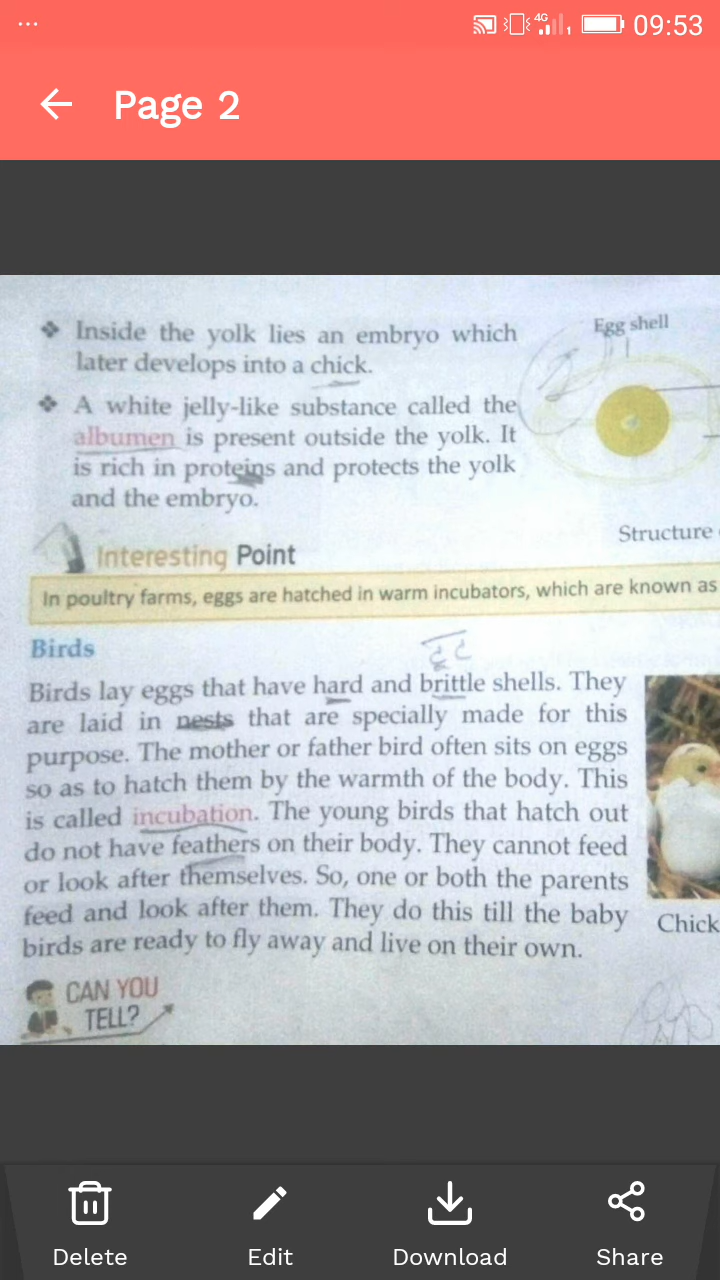 ...
4G
1
09:53
Page 2
❖ Inside the yolk lies an embryo which
later develops into a chick.
❖ A white jelly-like substance called the
albumen is present outside the yolk. It
is rich in proteins and protects the yolk
and the embryo.
Egg shell
Structure
Interesting Point
In poultry farms, eggs are hatched in warm incubators, which are known as
Birds
Birds lay eggs that have hard and brittle shells. They
are laid in nests that are specially made for this
purpose. The mother or father bird often sits on eggs
so as to hatch them by the warmth of the body. This
is called incubation. The young birds that hatch out
do not have feathers on their body. They cannot feed
or look after themselves. So, one or both the parents
feed and look after them. They do this till the baby
birds are ready to fly away and live on their own.
Chick
CAN YOU
TELL?
Delete
Edit
Download
Share